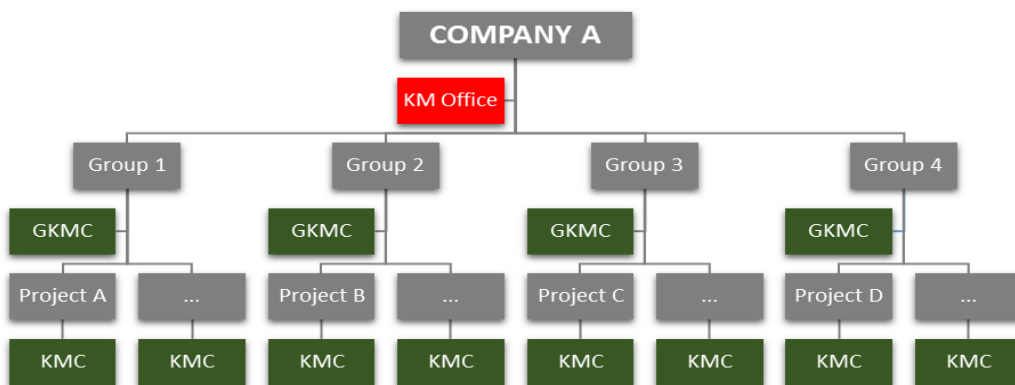 COMPANY A
KM Office
Group 1 Group 2 Group 3 Group 4
GKMC GKMC GKMC GKMC
Project A ... Project B ... Project C ... Project D ...
KMC KMC KMC KMC KMC KMC KMC KMC